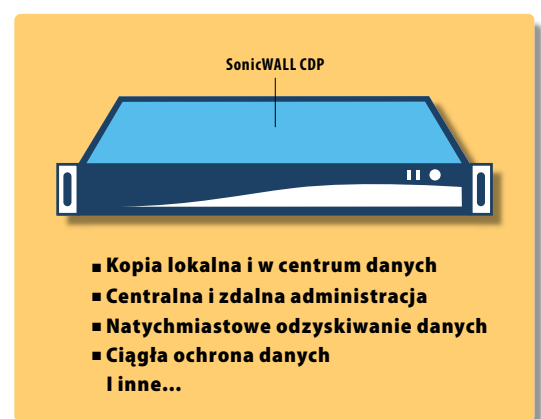 SonicWALL CDP
▪ Kopia lokalna i w centrum danych
▪ Centralna i zdalna administracja
▪ Natychmiastowe odzyskiwanie danych
▪ Ciągła ochrona danych
I inne...